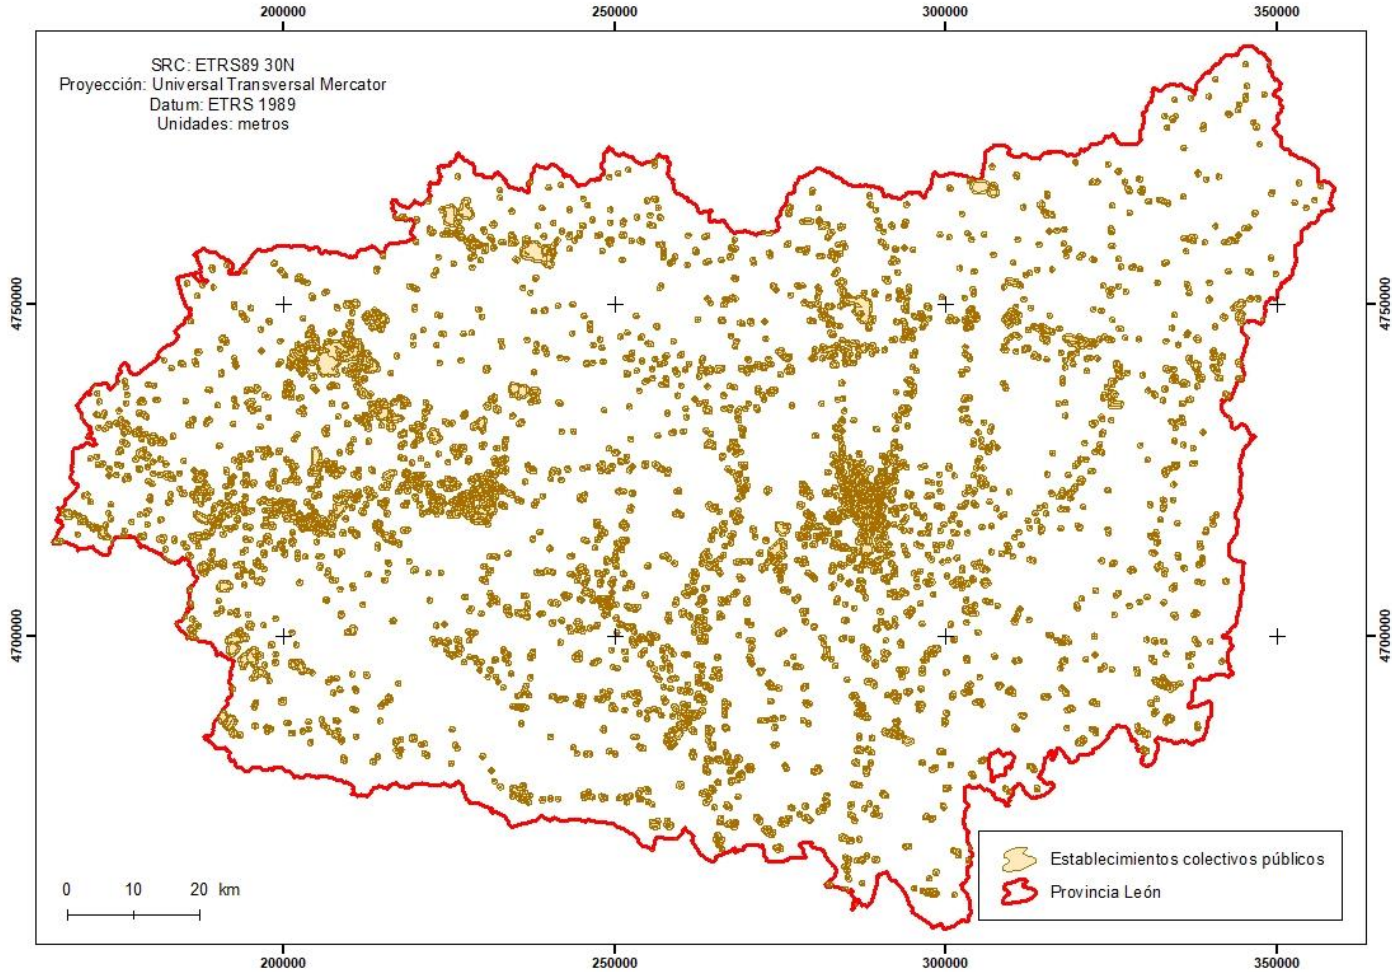 200000 250000 300000 350000
SRC: ETRS89 30N
Proyección: Universal Transversal Mercator
Datum: ETRS 1989
Unidades: metros
4750000 4750000
4700000 4700000
Establecimientos colectivos públicos
Provincia León
0 10 20 km
200000 250000 300000 350000